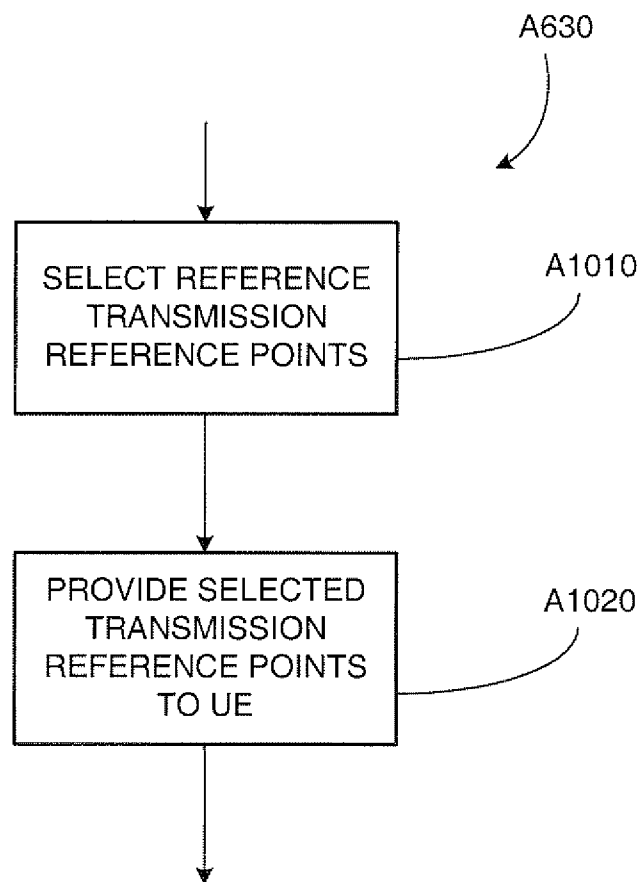 A630
SELECT REFERENCE
TRANSMISSION
REFERENCE POINTS
A1010
PROVIDE SELECTED
TRANSMISSION
REFERENCE POINTS
TO UE
A1020